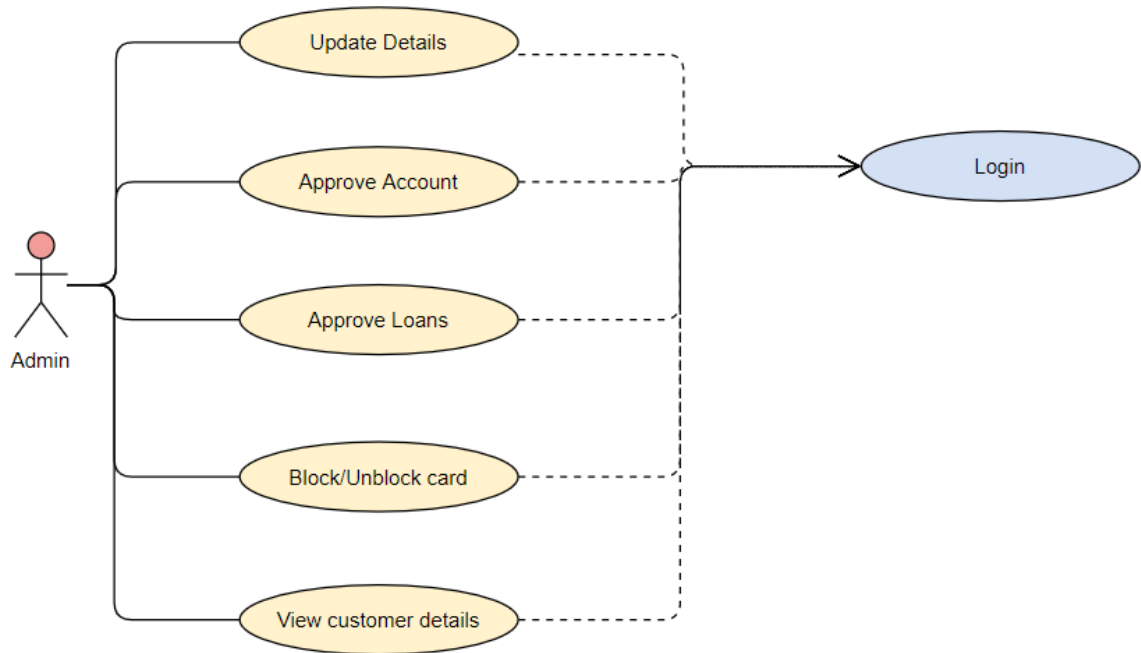 Update Details
Approve Account
Login
Approve Loans
Admin
Block/Unblock card
View customer details